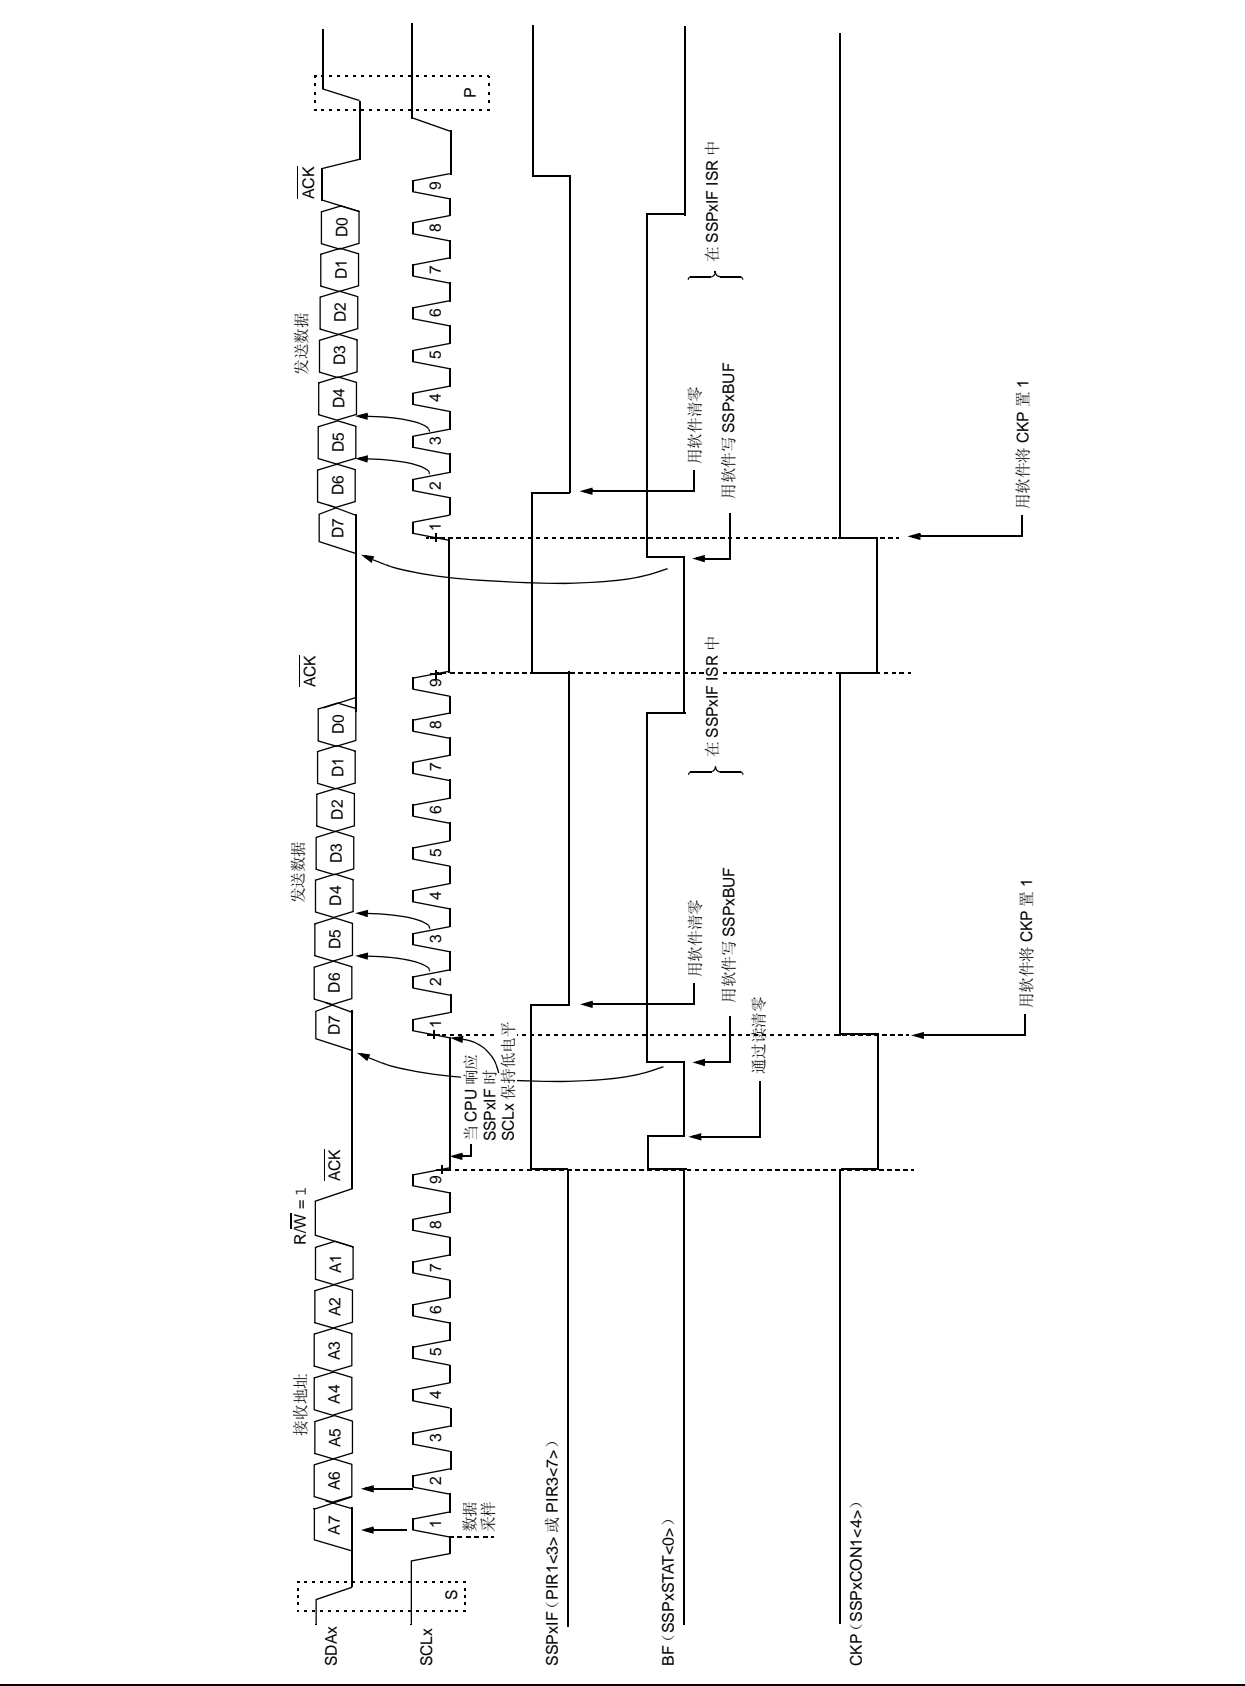 SDAx
S
接收地址
A7
A6
A5
A4
A3
A2
A1
R/W = 1
ACK
发送数据
D7
D6
D5
D4
D3
D2
D1
D0
ACK
发送数据
D7
D6
D5
D4
D3
D2
D1
D0
ACK
P
SCLx
1
2
3
4
5
6
7
8
9
1
2
3
4
5
6
7
8
9
1
2
3
4
5
6
7
8
9
数据
采样
当 CPU 响应
SSPxIF 时
SCLx 保持低电平
SSPxIF（PIR1<3> 或 PIR3<7>）
用软件清零
用软件清零
BF（SSPxSTAT<0>）
通过读清零
用软件写 SSPxBUF
在 SSPxIF ISR 中
用软件写 SSPxBUF
在 SSPxIF ISR 中
CKP（SSPxCON1<4>）
用软件将 CKP 置 1
用软件将 CKP 置 1